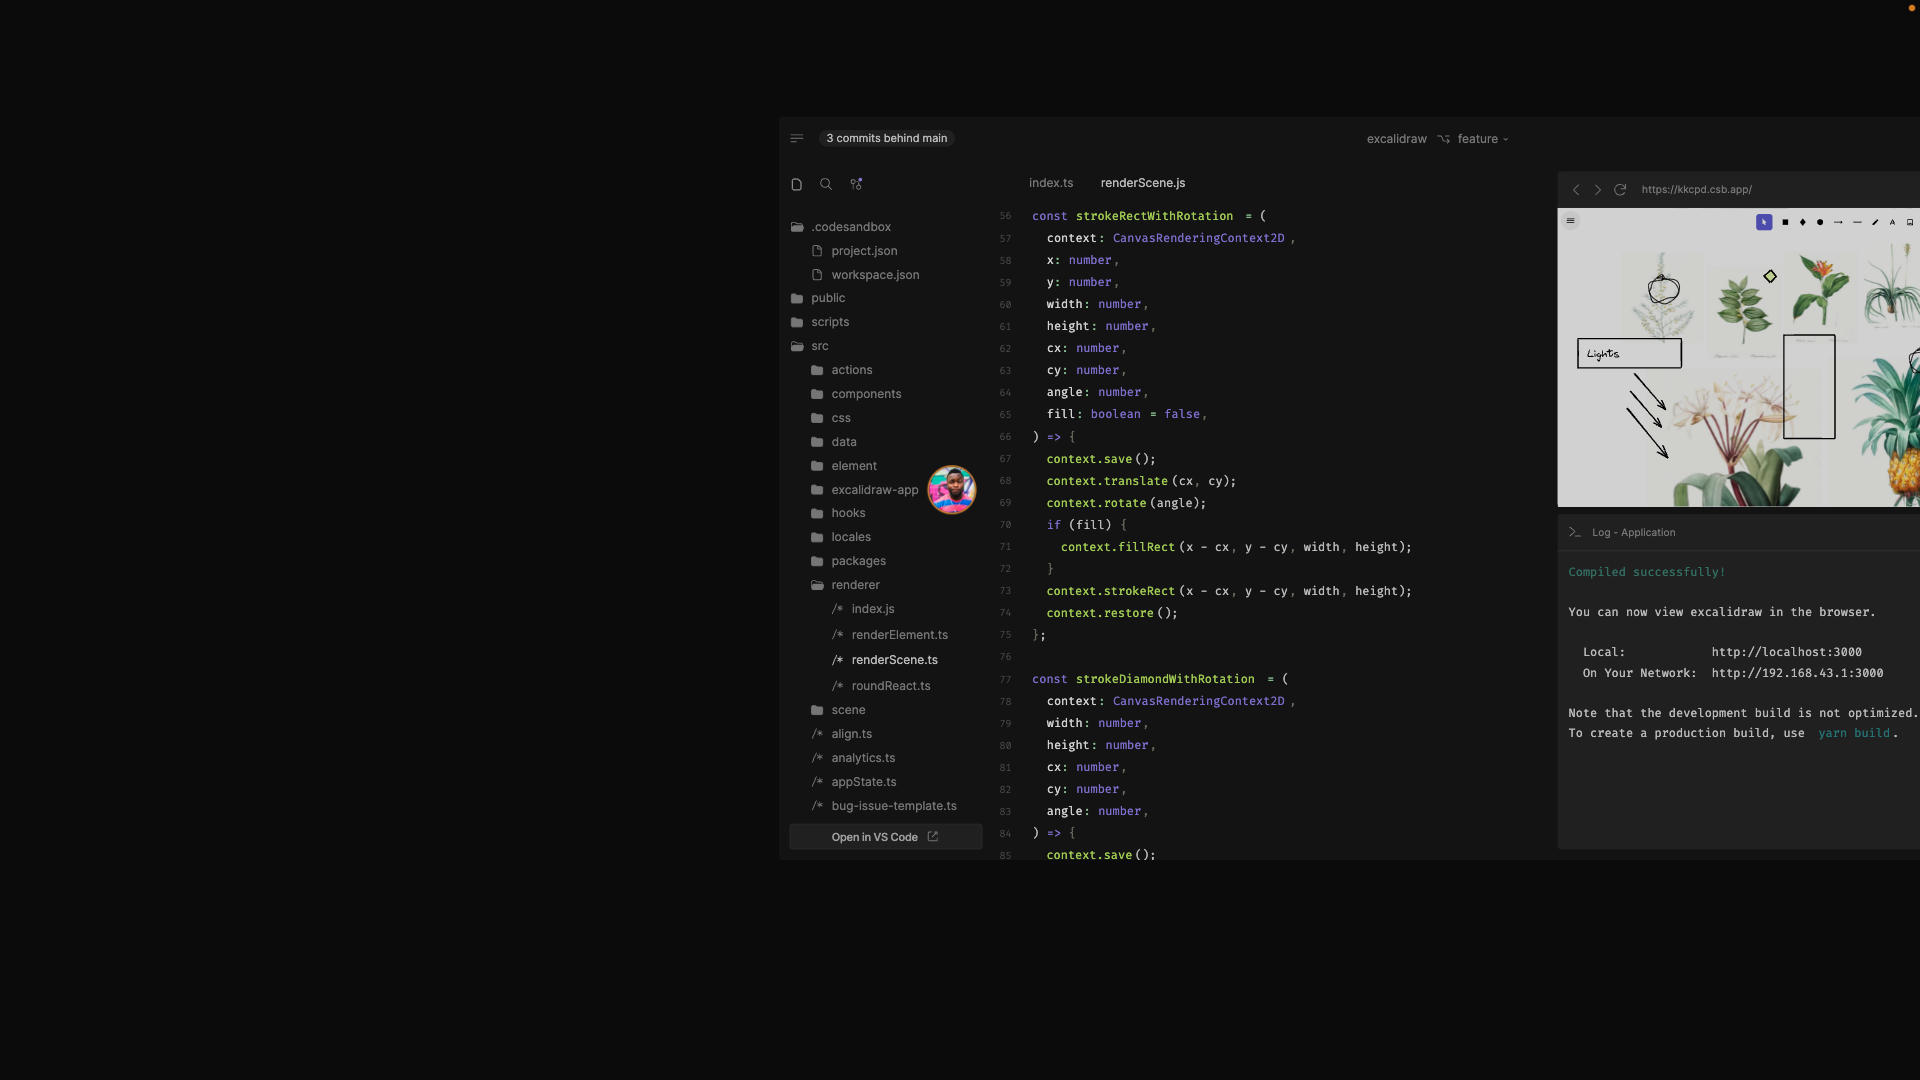 3 commits behind main
excalidraw feature
.codesandbox
project.json
workspace.json
public
scripts
src
actions
components
css
data
element
excalidraw-app
hooks
locales
packages
renderer
/* index.js
/* renderElement.ts
/* renderScene.ts
/* roundReact.ts
scene
/* align.ts
/* analytics.ts
/* appState.ts
/* bug-issue-template.ts
Open in VS Code
index.ts renderScene.js
56 const strokeRectWithRotation = (
57 context: CanvasRenderingContext2D ,
58 x: number,
59 y: number,
60 width: number,
61 height: number,
62 cx: number,
63 cy: number,
64 angle: number,
65 fill: boolean = false,
66 ) => {
67 context.save();
68 context.translate(cx, cy);
69 context.rotate(angle);
70 if (fill) {
71 context.fillRect(x - cx, y - cy, width, height);
72 }
73 context.strokeRect(x - cx, y - cy, width, height);
74 context.restore();
75 };
76
77 const strokeDiamondWithRotation = (
78 context: CanvasRenderingContext2D ,
79 width: number,
80 height: number,
81 cx: number,
82 cy: number,
83 angle: number,
84 ) => {
85 context.save();
https://kkcpd.csb.app/
A
Lights
>_ Log - Application
Compiled successfully!
You can now view excalidraw in the browser.
Local: http://localhost:3000
On Your Network: http://192.168.43.1:3000
Note that the development build is not optimized.
To create a production build, use yarn build.